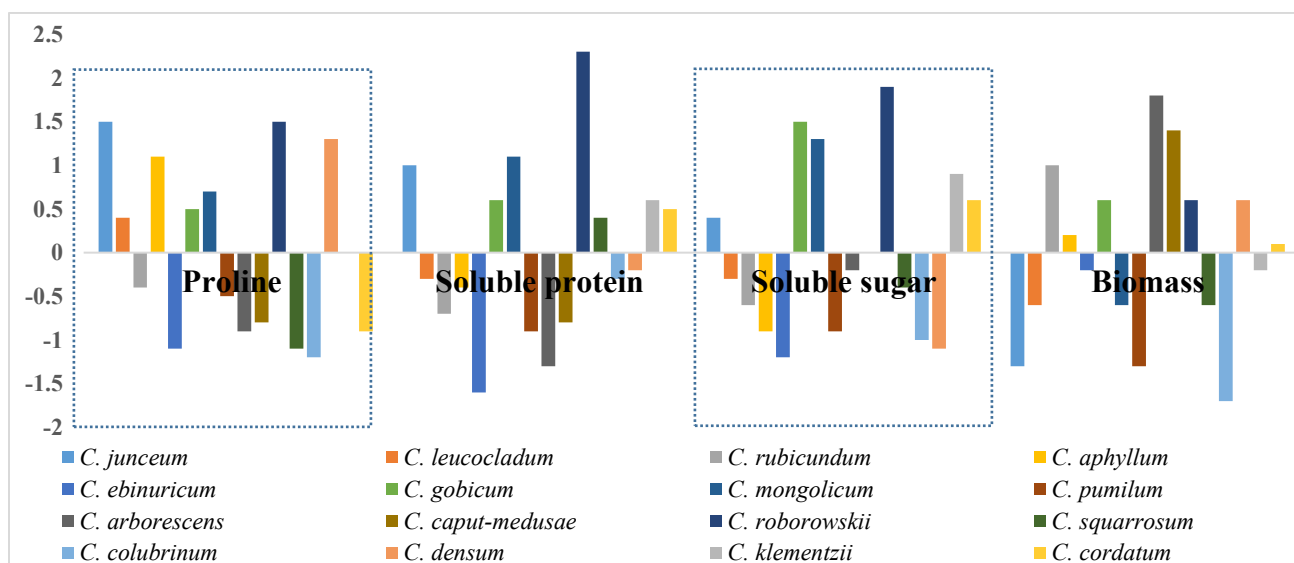 2.5
2
1.5
1
0.5
0
-0.5
-1
-1.5
-2
Proline Soluble protein Soluble sugar Biomass
C. junceum C. leucocladum C. rubicundum C. aphyllum
C. ebinuricum C. gobicum C. mongolicum C. pumilum
C. arborescens C. caput-medusae C. roborowskii C. squarrosum
C. colubrinum C. densum C. klementzii C. cordatum